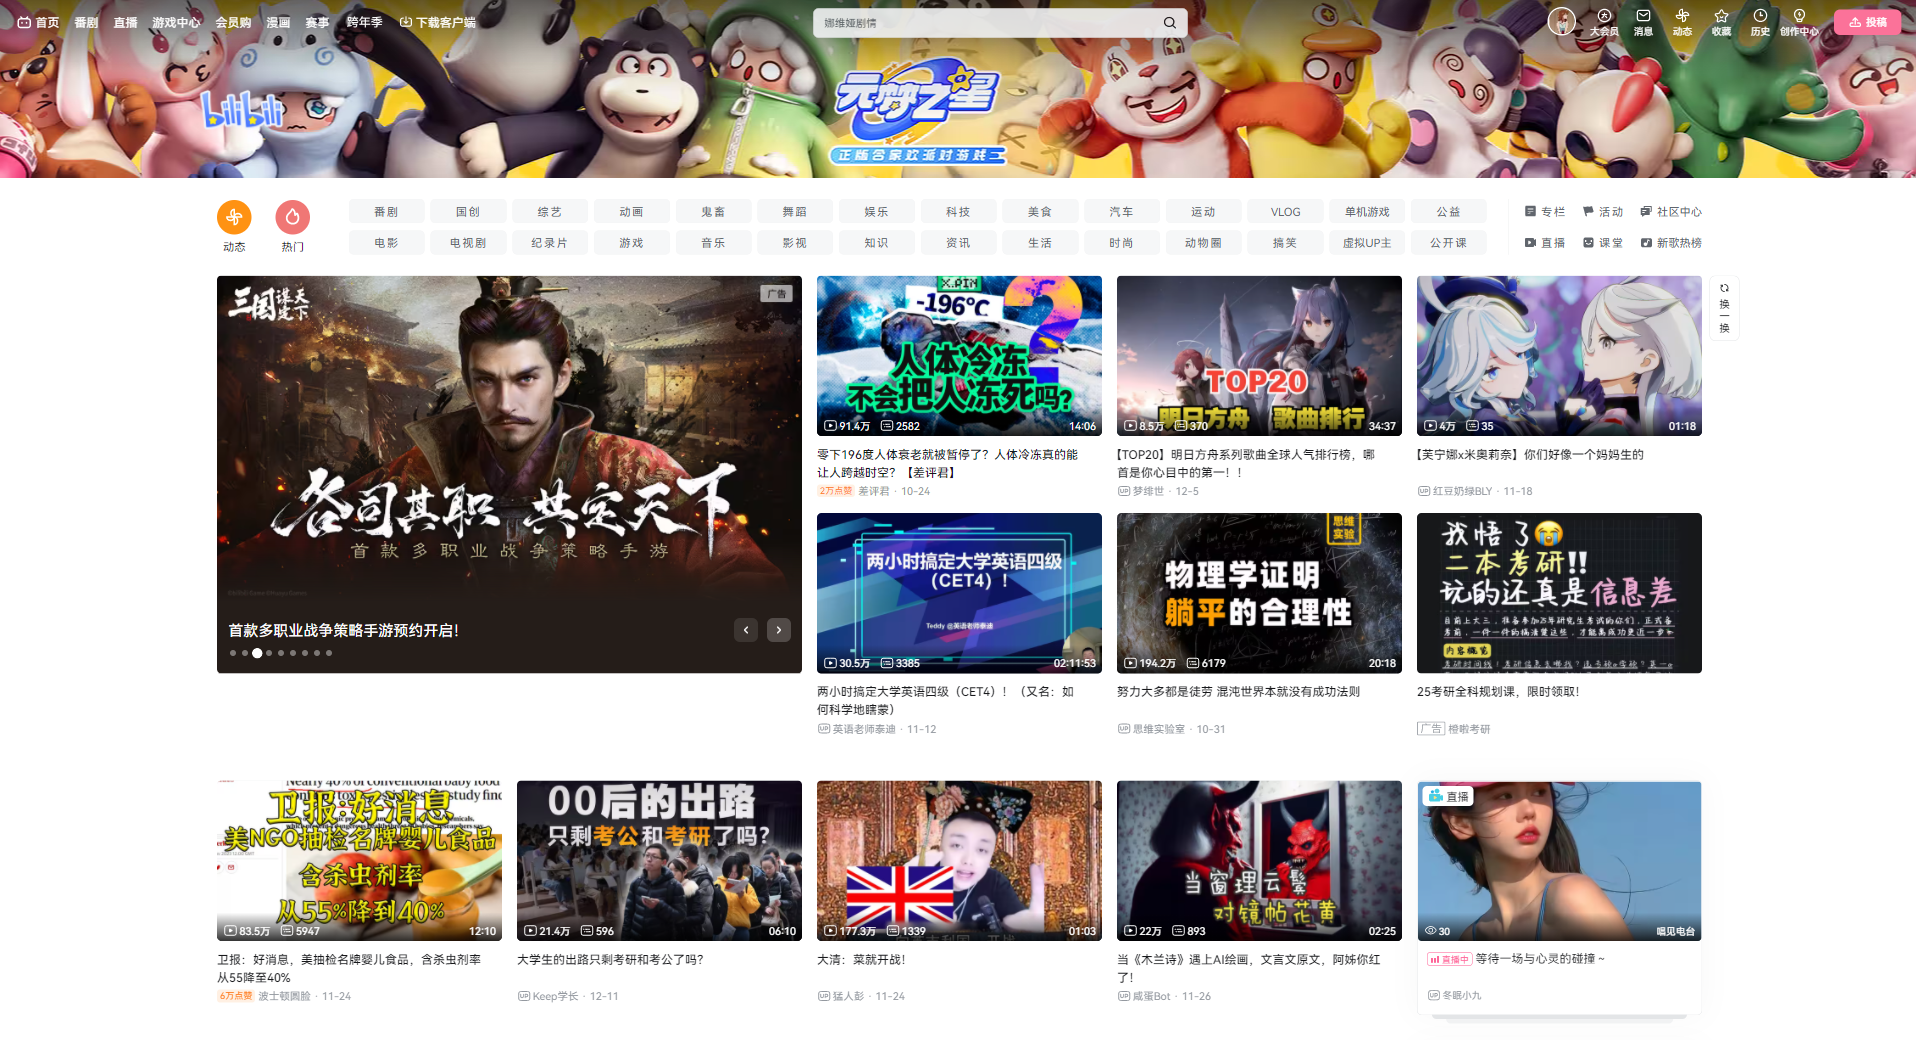 首页 番剧 直播 游戏中心 会员购 漫画 赛事 跨年季 下载客户端
娜维娅剧情
大会员 消息 动态 收藏 历史 创作中心 投稿
bilibili
元梦之星
正版合家欢派对游戏
动态 热门
番剧 国创 综艺 动画 鬼畜 舞蹈 娱乐 科技 美食 汽车 运动 VLOG 单机游戏 公益
电影 电视剧 纪录片 游戏 音乐 影视 知识 资讯 生活 时尚 动物圈 搞笑 虚拟UP主 公开课
专栏 活动 社区中心
直播 课堂 新歌热榜
三国谋定天下
广告
各司其职 共定天下
首款多职业战争策略手游
首款多职业战争策略手游预约开启!
换一换
X.PIN
-196℃
人体冷冻
不会把人冻死吗?
91.4万 2582 14:06
零下196度人体衰老就被暂停了？人体冷冻真的能
让人跨越时空？【差评君】
2万点赞 差评君 · 10-24
TOP20
明日方舟 歌曲排行
8.5万 370 34:37
【TOP20】明日方舟系列歌曲全球人气排行榜，哪
首是你心目中的第一！！
UP 梦绯世 · 12-5
4万 35 01:18
【芙宁娜x米奥莉奈】你们好像一个妈妈生的
UP 红豆奶绿BLY · 11-18
两小时搞定大学英语四级
（CET4）！
Teddy @英语老师泰迪
30.5万 3385 02:11:53
两小时搞定大学英语四级（CET4）！（又名：如
何科学地瞎蒙）
UP 英语老师泰迪 · 11-12
思维
实验
物理学证明
躺平的合理性
194.2万 6179 20:18
努力大多都是徒劳 混沌世界本就没有成功法则
UP 思维实验室 · 10-31
我悟了
二本考研!!
玩的还真是信息差
内容概览
25考研全科规划课，限时领取!
广告 橙啦考研
Nearly 40% of conventional baby food
卫报:好消息
美NGO抽检名牌婴儿食品
含杀虫剂率
从55%降到40%
83.5万 5947 12:10
卫报：好消息，美抽检名牌婴儿食品，含杀虫剂率
从55降至40%
6万点赞 波士顿圆脸 · 11-24
00后的出路
只剩考公和考研了吗?
21.4万 596 06:10
大学生的出路只剩考研和考公了吗?
UP Keep学长 · 12-11
177.3万 1339 01:03
大清：菜就开战!
UP 猛人彭 · 11-24
当窗理云鬓
对镜帖花黄
22万 893 02:25
当《木兰诗》遇上AI绘画，文言文原文，阿姊你红
了!
UP 咸蛋Bot · 11-26
直播
30 唱见电台
直播中 等待一场与心灵的碰撞～
UP 冬眠小九